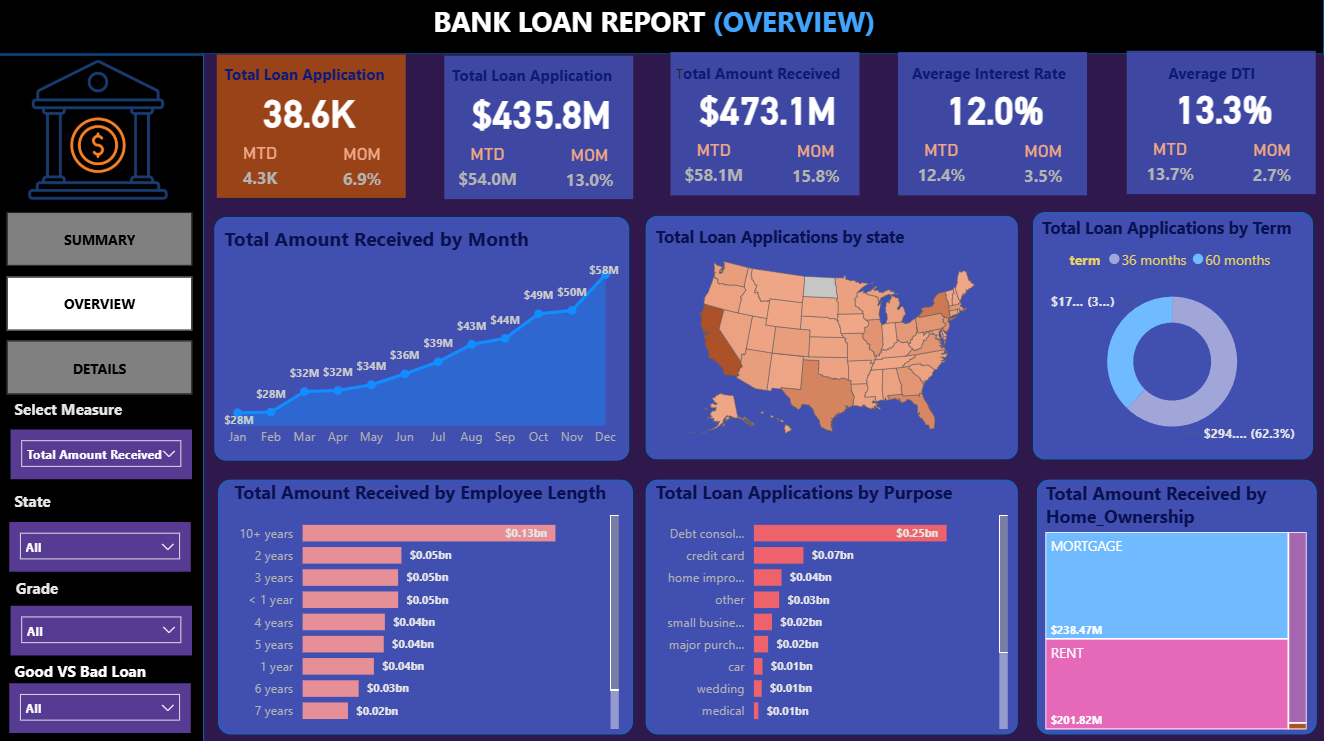 BANK LOAN REPORT (OVERVIEW)
Total Loan Application
38.6K
MTD MOM
4.3K 6.9%
Total Loan Application
$435.8M
MTD MOM
$54.0M 13.0%
Total Amount Received
$473.1M
MTD MOM
$58.1M 15.8%
Average Interest Rate
12.0%
MTD MOM
12.4% 3.5%
Average DTI
13.3%
MTD MOM
13.7% 2.7%
$
SUMMARY
OVERVIEW
DETAILS
Select Measure
Total Amount Received
State
All
Grade
All
Good VS Bad Loan
All
Total Amount Received by Month
$28M $28M $32M $32M $34M $36M $39M $43M $44M $49M $50M $58M
Jan Feb Mar Apr May Jun Jul Aug Sep Oct Nov Dec
Total Loan Applications by state
Total Loan Applications by Term
term 36 months 60 months
$17... (3...)
$294.... (62.3%)
Total Amount Received by Employee Length
10+ years $0.13bn
2 years $0.05bn
3 years $0.05bn
< 1 year $0.05bn
4 years $0.04bn
5 years $0.04bn
1 year $0.04bn
6 years $0.03bn
7 years $0.02bn
Total Loan Applications by Purpose
Debt consol... $0.25bn
credit card $0.07bn
home impro... $0.04bn
other $0.03bn
small busine... $0.02bn
major purch... $0.02bn
car $0.01bn
wedding $0.01bn
medical $0.01bn
Total Amount Received by
Home_Ownership
MORTGAGE
$238.47M
RENT
$201.82M